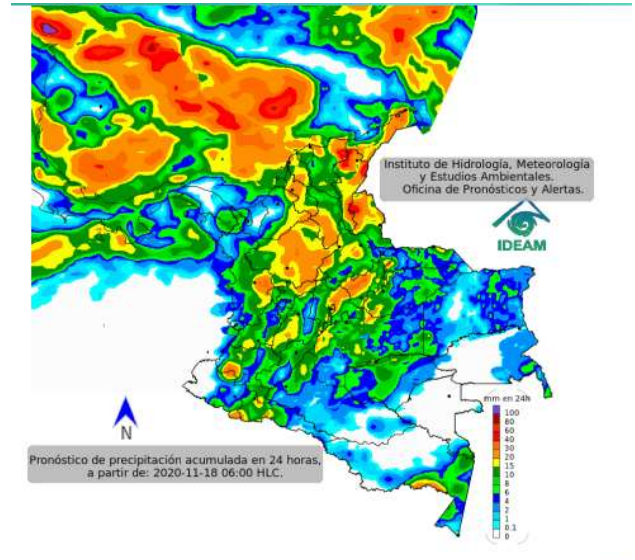 Instituto de Hidrología, Meteorología
y Estudios Ambientales.
Oficina de Pronósticos y Alertas.
IDEAM
mm en 24h
100
80
60
40
30
20
15
10
8
6
4
2
1
0.1
0
N
Pronóstico de precipitación acumulada en 24 horas,
a partir de: 2020-11-18 06:00 HLC.